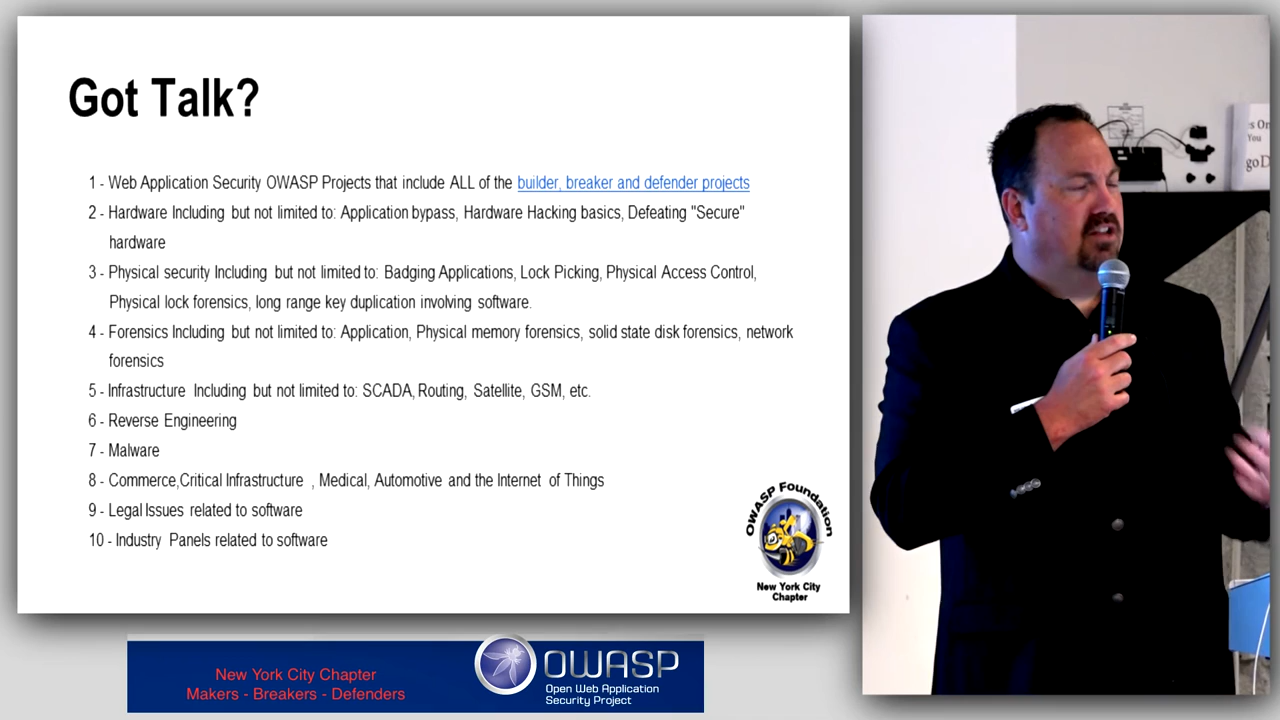 Got Talk?
1 - Web Application Security OWASP Projects that include ALL of the builder, breaker and defender projects
2 - Hardware Including but not limited to: Application bypass, Hardware Hacking basics, Defeating "Secure"
hardware
3 - Physical security Including but not limited to: Badging Applications, Lock Picking, Physical Access Control,
Physical lock forensics, long range key duplication involving software.
4 - Forensics Including but not limited to: Application, Physical memory forensics, solid state disk forensics, network
forensics
5 - Infrastructure Including but not limited to: SCADA, Routing, Satellite, GSM, etc.
6 - Reverse Engineering
7 - Malware
8 - Commerce,Critical Infrastructure , Medical, Automotive and the Internet of Things
9 - Legal Issues related to software
10 - Industry Panels related to software
OWASP Foundation
New York City
Chapter
New York City Chapter
Makers - Breakers - Defenders
OWASP
Open Web Application
Security Project
s On
You
goD